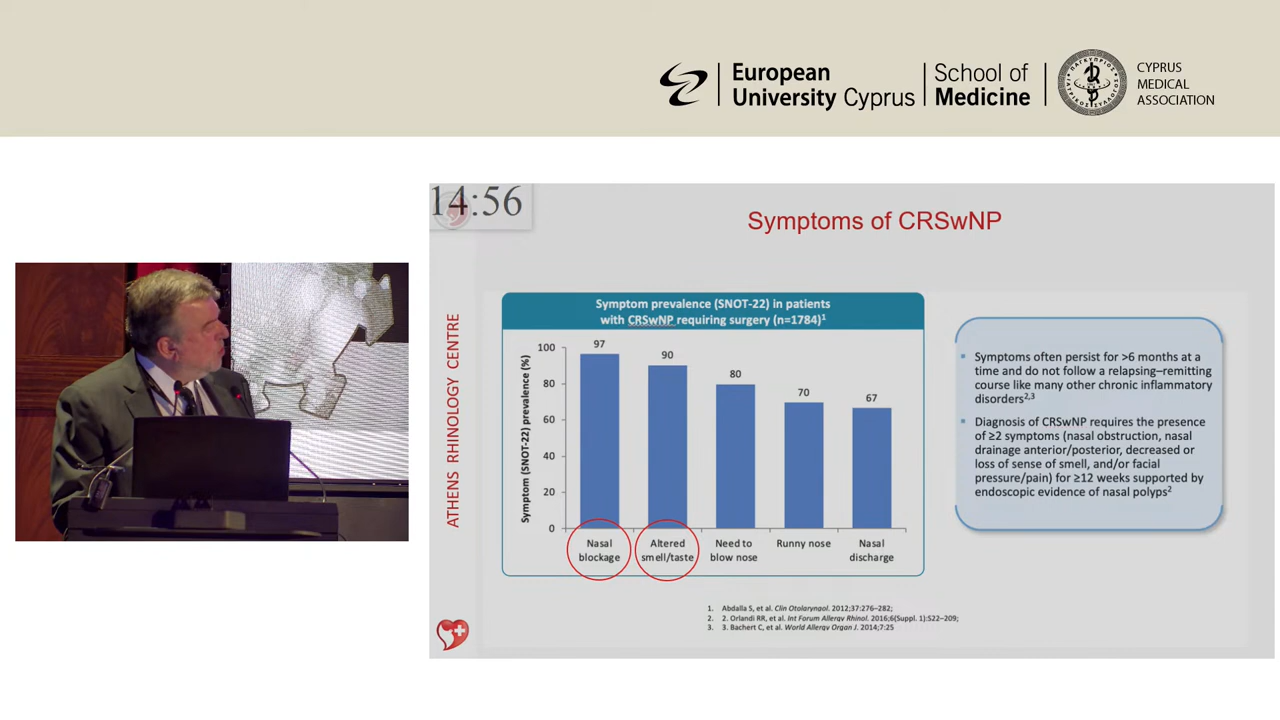 European
University Cyprus
School of
Medicine
CYPRUS
MEDICAL
ASSOCIATION
14:56
Symptoms of CRSwNP
ATHENS RHINOLOGY CENTRE
Symptom prevalence (SNOT-22) in patients
with CRSwNP requiring surgery (n=1784)¹
Symptom (SNOT-22) prevalence (%)
100
80
60
40
20
0
97
90
80
70
67
Nasal
blockage
Altered
smell/taste
Need to
blow nose
Runny nose
Nasal
discharge
Symptoms often persist for >6 months at a
time and do not follow a relapsing–remitting
course like many other chronic inflammatory
disorders²,³
Diagnosis of CRSwNP requires the presence
of ≥2 symptoms (nasal obstruction, nasal
drainage anterior/posterior, decreased or
loss of sense of smell, and/or facial
pressure/pain) for ≥12 weeks supported by
endoscopic evidence of nasal polyps²
1. Abdalla S, et al. Clin Otolaryngol. 2012;37:276–282;
2. 2. Orlandi RR, et al. Int Forum Allergy Rhinol. 2016;6(Suppl. 1):S22–209;
3. 3. Bachert C, et al. World Allergy Organ J. 2014;7:25